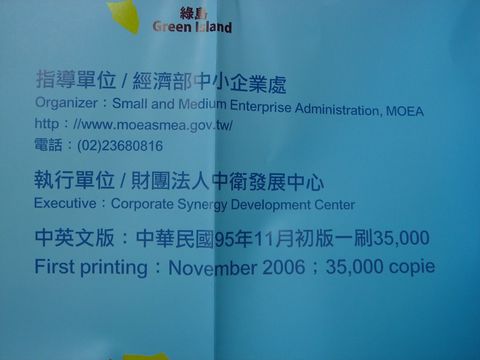 綠島
Green Island
指導單位 / 經濟部中小企業處
Organizer：Small and Medium Enterprise Administration, MOEA
http：//www.moeasmea.gov.tw/
電話：(02)23680816
執行單位 / 財團法人中衛發展中心
Executive：Corporate Synergy Development Center
中英文版：中華民國95年11月初版一刷35,000
First printing：November 2006；35,000 copie